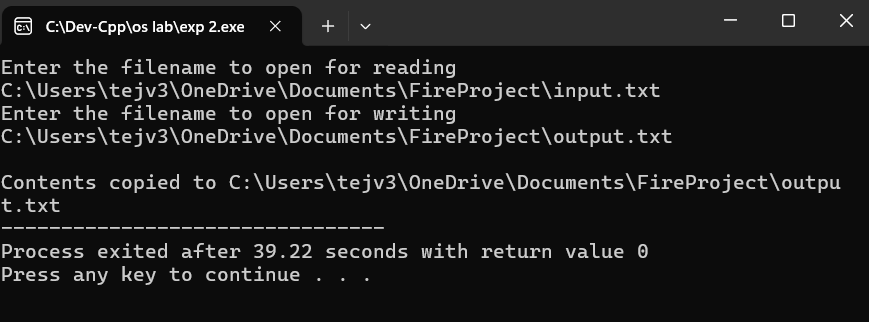 C:\Dev-Cpp\os lab\exp 2.exe
Enter the filename to open for reading
C:\Users\tejv3\OneDrive\Documents\FireProject\input.txt
Enter the filename to open for writing
C:\Users\tejv3\OneDrive\Documents\FireProject\output.txt
Contents copied to C:\Users\tejv3\OneDrive\Documents\FireProject\outpu
t.txt
--------------------------------
Process exited after 39.22 seconds with return value 0
Press any key to continue . . .